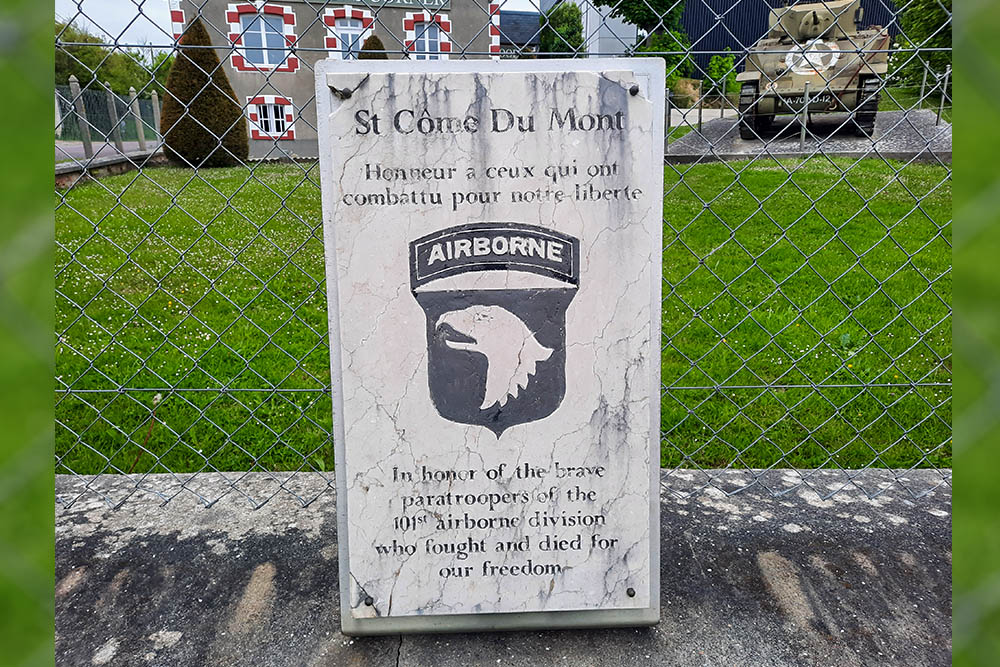 St Côme Du Mont
Honneur a ceux qui ont
combattu pour notre liberte
AIRBORNE
In honor of the brave
paratroopers of the
101st airborne division
who fought and died for
our freedom